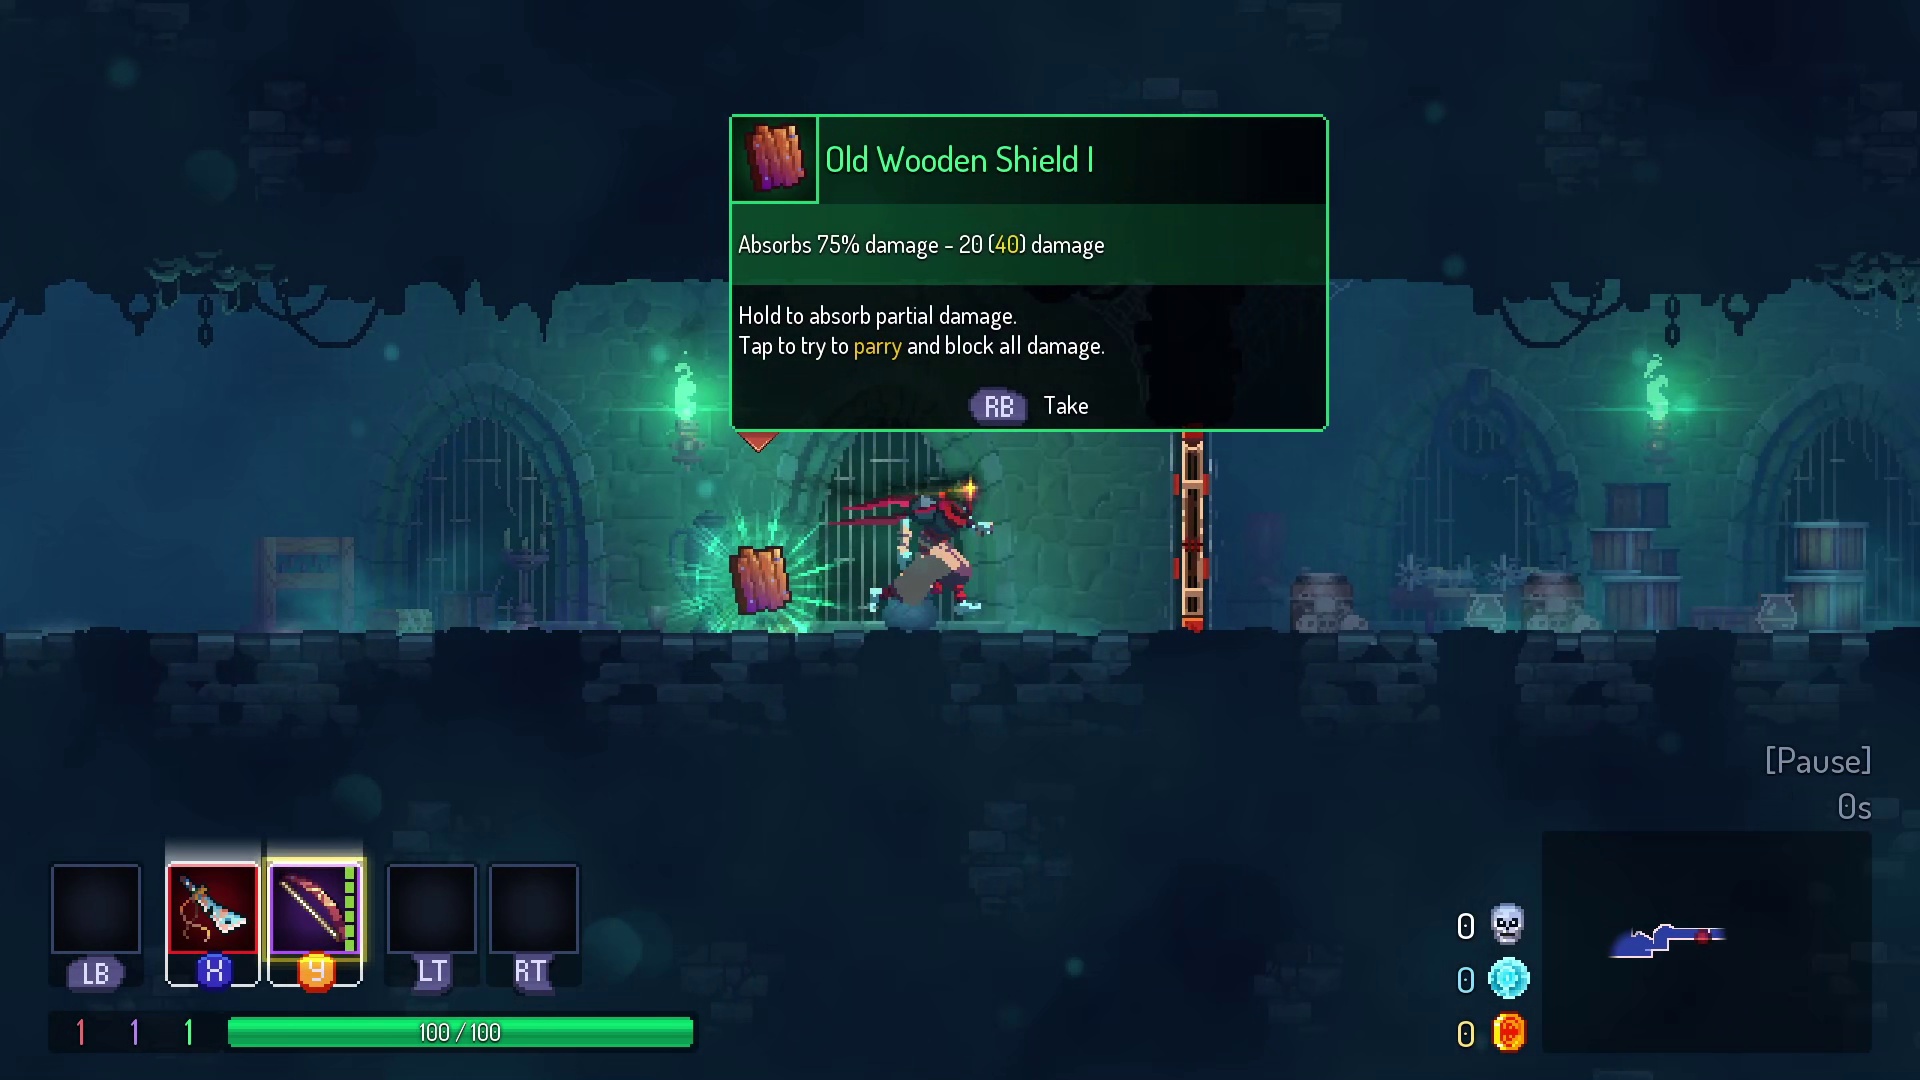 Old Wooden Shield I
Absorbs 75% damage - 20 (40) damage
Hold to absorb partial damage.
Tap to try to parry and block all damage.
RB Take
[Pause]
0s
LB X y LT RT
0
0
0
1 1 1 100 / 100